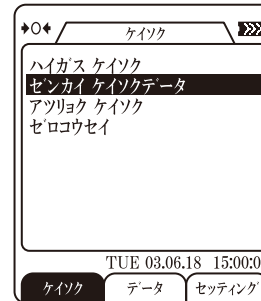 ケイソク
ハイガス ケイソク
ゼンカイ ケイソクデータ
アツリョク ケイソク
ゼロコウセイ
TUE 03.06.18 15:00:0
ケイソク データ セッティング